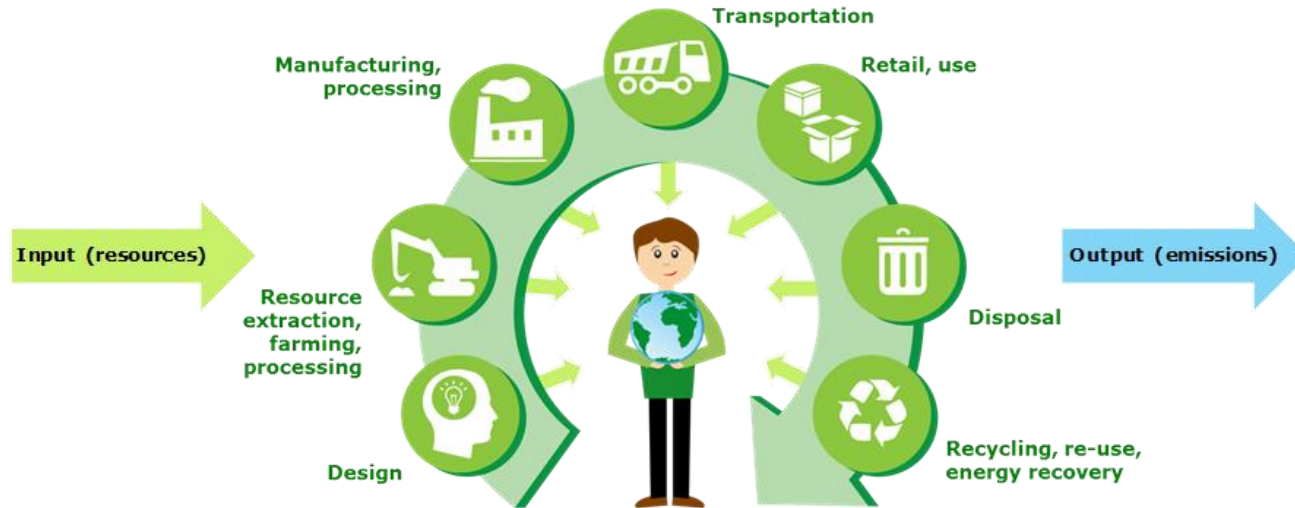 Transportation
Manufacturing,
processing
Retail, use
Input (resources)
Output (emissions)
Resource
extraction,
farming,
processing
Disposal
Design
Recycling, re-use,
energy recovery